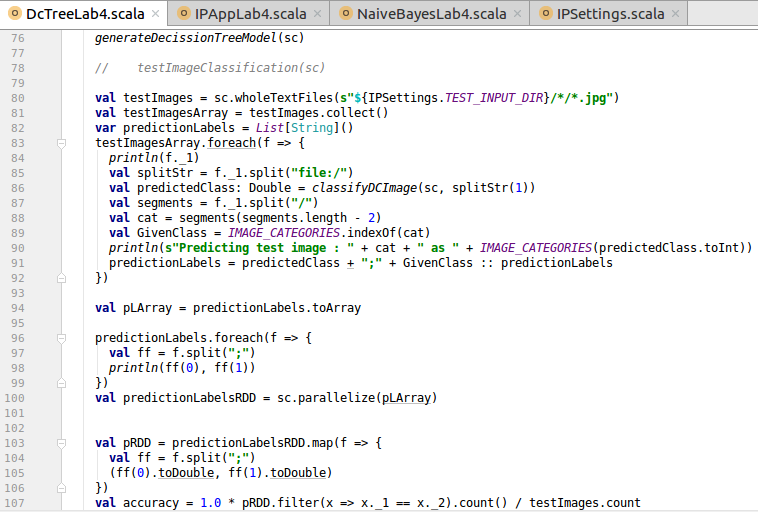 DcTreeLab4.scala × IPAppLab4.scala × NaiveBayesLab4.scala × IPSettings.scala ×
76 generateDecissionTreeModel(sc)
77
78 // testImageClassification(sc)
79
80 val testImages = sc.wholeTextFiles(s"${IPSettings.TEST_INPUT_DIR}/*/*.jpg")
81 val testImagesArray = testImages.collect()
82 var predictionLabels = List[String]()
83 testImagesArray.foreach(f => {
84 println(f._1)
85 val splitStr = f._1.split("file:/")
86 val predictedClass: Double = classifyDCImage(sc, splitStr(1))
87 val segments = f._1.split("/")
88 val cat = segments(segments.length - 2)
89 val GivenClass = IMAGE_CATEGORIES.indexOf(cat)
90 println(s"Predicting test image : " + cat + " as " + IMAGE_CATEGORIES(predictedClass.toInt))
91 predictionLabels = predictedClass + ";" + GivenClass :: predictionLabels
92 })
93
94 val pLArray = predictionLabels.toArray
95
96 predictionLabels.foreach(f => {
97 val ff = f.split(";")
98 println(ff(0), ff(1))
99 })
100 val predictionLabelsRDD = sc.parallelize(pLArray)
101
102
103 val pRDD = predictionLabelsRDD.map(f => {
104 val ff = f.split(";")
105 (ff(0).toDouble, ff(1).toDouble)
106 })
107 val accuracy = 1.0 * pRDD.filter(x => x._1 == x._2).count() / testImages.count